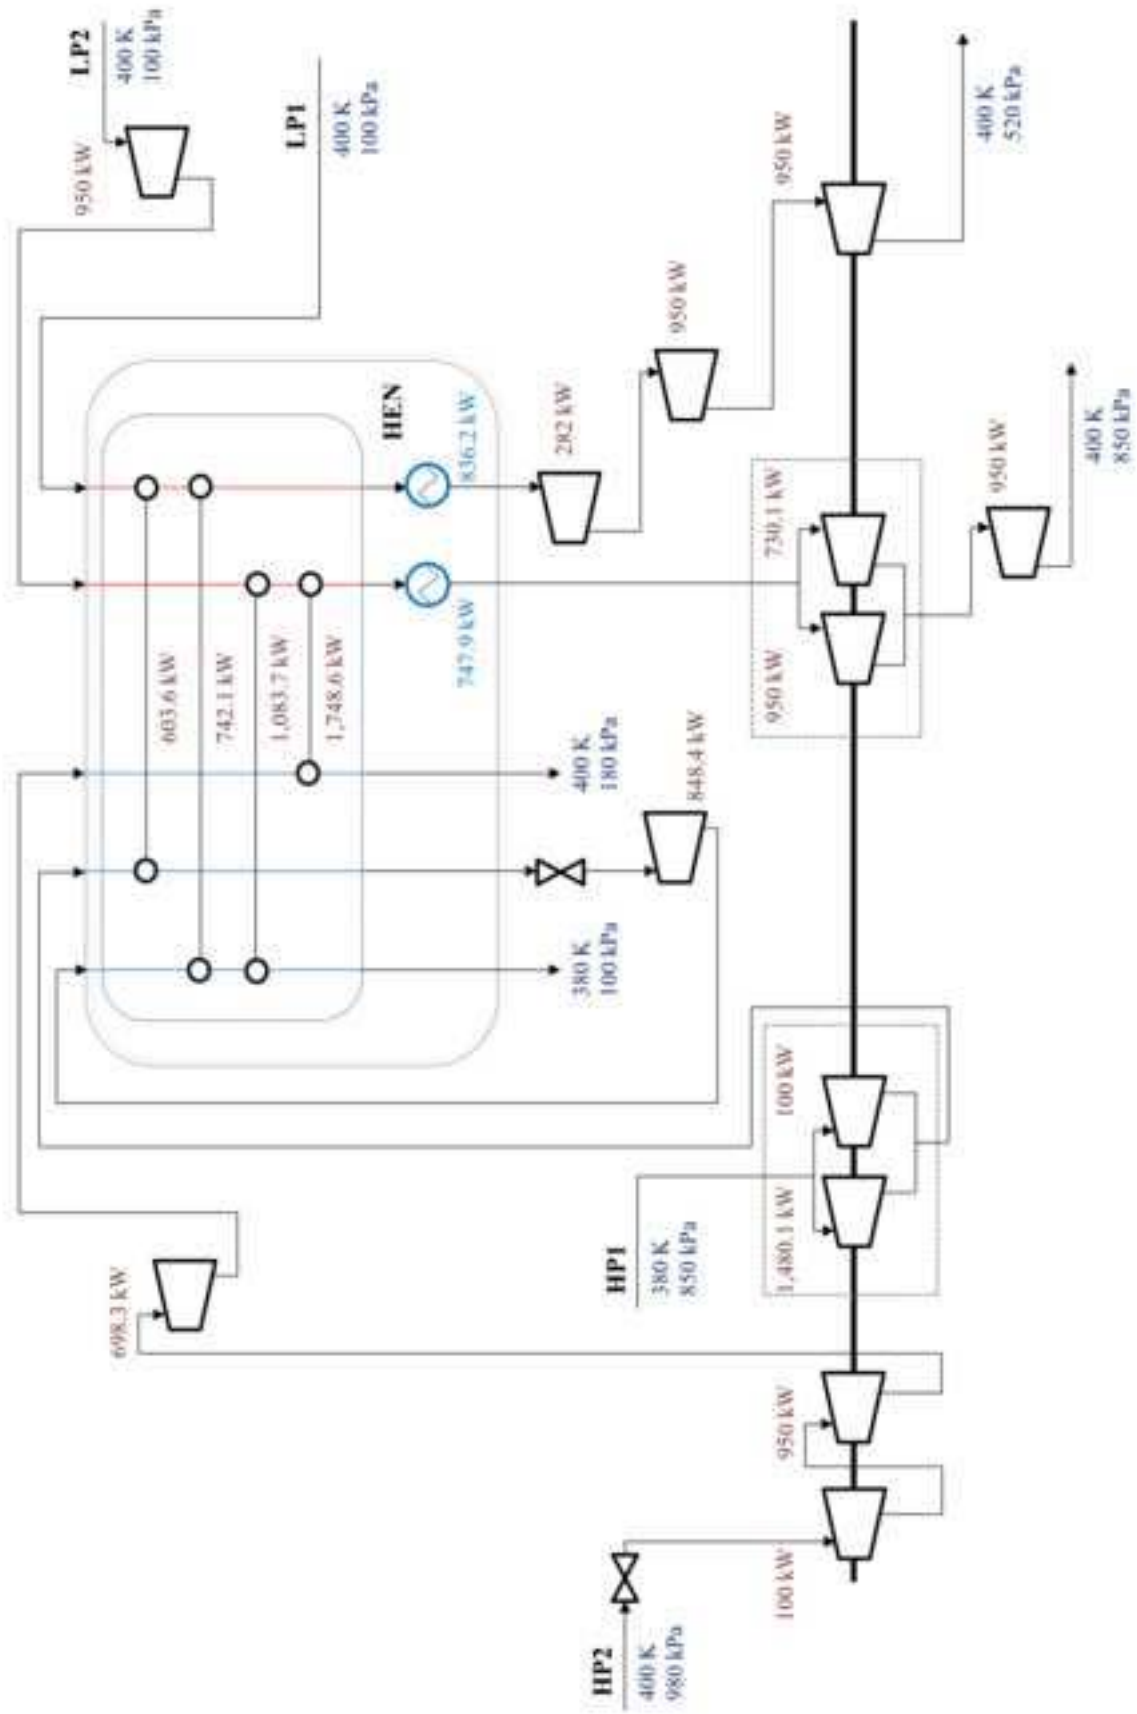 LP2
400 K
100 kPa
950 kW
LP1
400 K
100 kPa
HEN
836.2 kW
747.9 kW
603.6 kW
742.1 kW
1,083.7 kW
1,748.6 kW
282 kW
950 kW
950 kW
400 K
520 kPa
730.1 kW
950 kW
950 kW
400 K
850 kPa
400 K
180 kPa
848.4 kW
380 K
100 kPa
100 kW
1,480.1 kW
HP1
380 K
850 kPa
698.3 kW
950 kW
100 kW
HP2
400 K
980 kPa